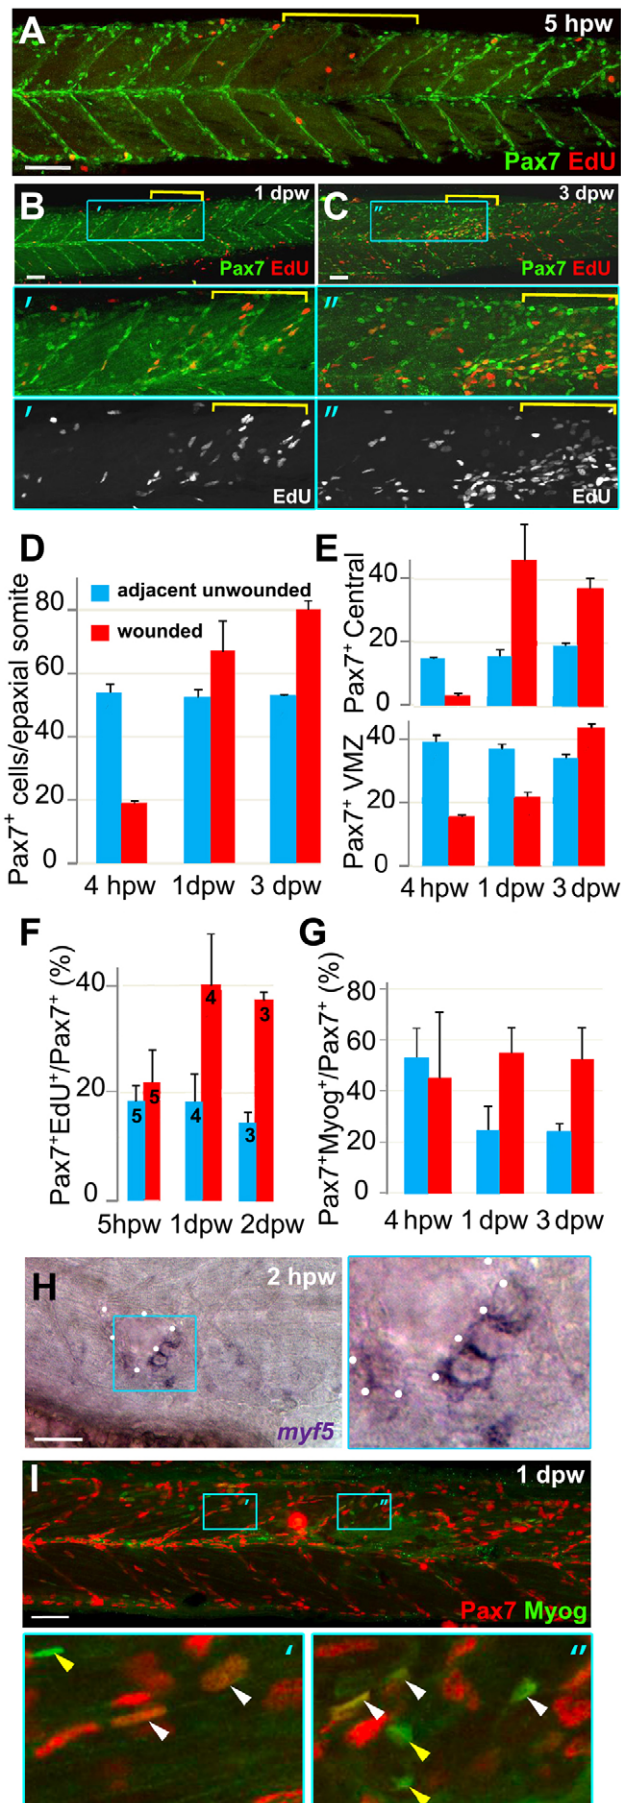 A
5 hpw
Pax7 EdU
B
1 dpw
C
3 dpw
′
″
Pax7 EdU
Pax7 EdU
′
″
′
″
EdU
EdU
D
Pax7+ cells/epaxial somite
adjacent unwounded
wounded
80
60
40
20
0
4 hpw
1dpw
3 dpw
E
Pax7+ Central
40
20
0
Pax7+ VMZ
40
20
0
4 hpw
1 dpw
3 dpw
F
Pax7+EdU+/Pax7+ (%)
40
20
0
5
5
4
4
3
3
5hpw
1dpw
2dpw
G
Pax7+Myog+/Pax7+ (%)
80
60
40
20
0
4 hpw
1 dpw
3 dpw
H
2 hpw
myf5
I
1 dpw
′
″
Pax7 Myog
′
″